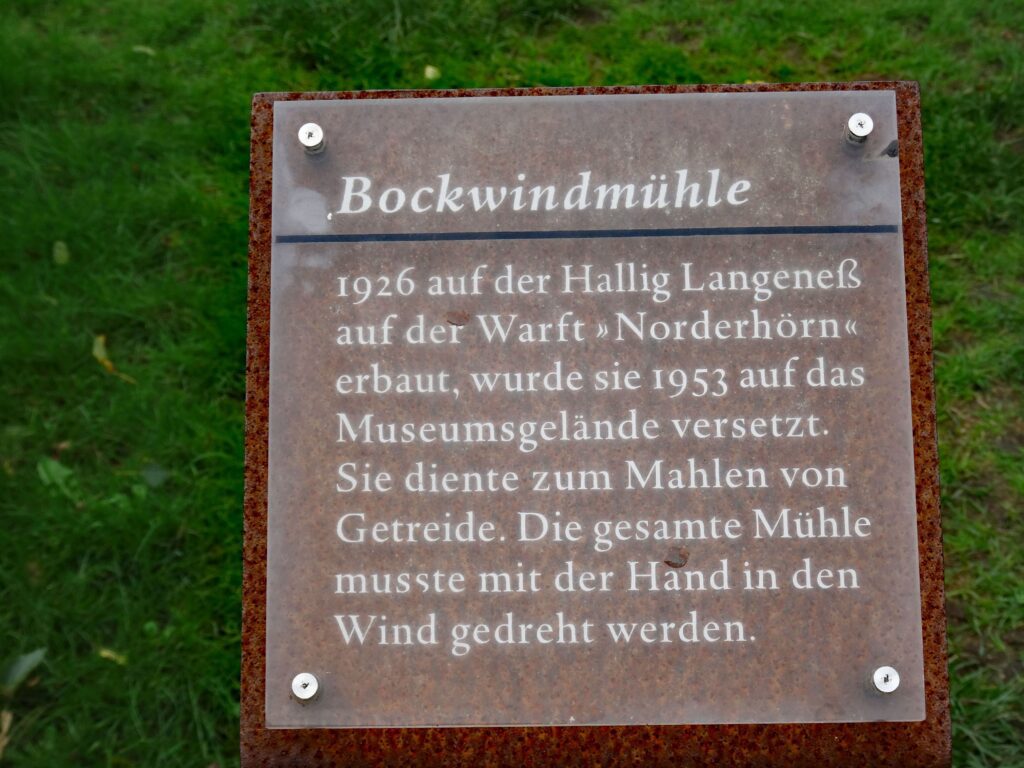 Bockwindmühle
1926 auf der Hallig Langeneß
auf der Warft »Norderhörn«
erbaut, wurde sie 1953 auf das
Museumsgelände versetzt.
Sie diente zum Mahlen von
Getreide. Die gesamte Mühle
musste mit der Hand in den
Wind gedreht werden.